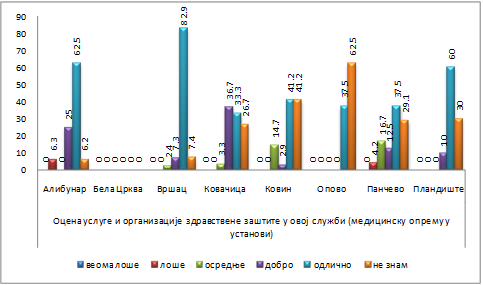 90
80
70
60
50
40
30
20
10
0
0 6.3 0 25 62.5 6.2
0 0 0 0 0 0
0 0 2.4 7.3 82.9 7.4
0 0 3.3 36.7 33.3 26.7
0 0 14.7 2.9 41.2 41.2
0 0 0 0 37.5 62.5
0 4.2 16.7 12.5 37.5 29.1
0 0 0 10 60 30
Алибунар Бела Црква Вршац Ковачица Ковин Опово Панчево Пландиште
Оцена услуге и организације здравствене заштите у овој служби (медицинску опрему у
установи)
веома лоше лоше осредње добро одлично не знам